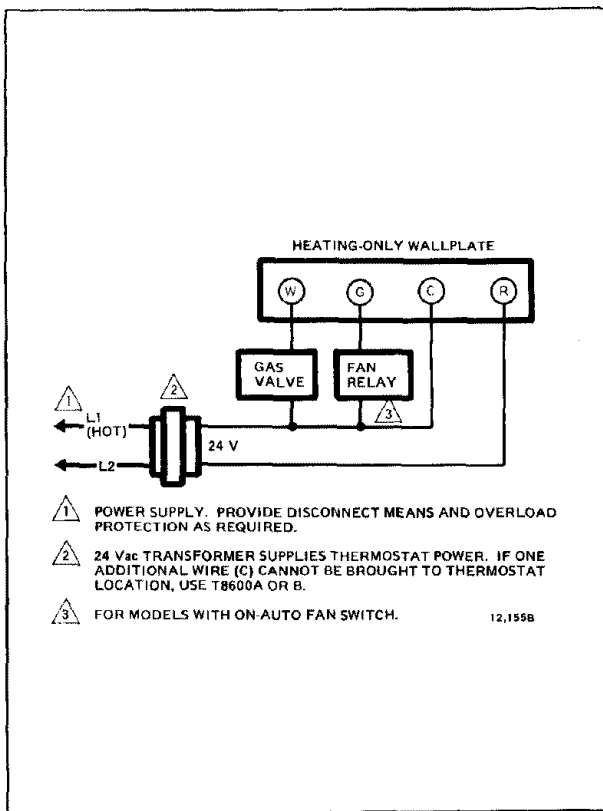 HEATING-ONLY WALLPLATE
W G C R
GAS
VALVE
FAN
RELAY
1
2
3
L1
(HOT)
24 V
L2
1 POWER SUPPLY. PROVIDE DISCONNECT MEANS AND OVERLOAD
PROTECTION AS REQUIRED.
2 24 Vac TRANSFORMER SUPPLIES THERMOSTAT POWER. IF ONE
ADDITIONAL WIRE (C) CANNOT BE BROUGHT TO THERMOSTAT
LOCATION, USE T8600A OR B.
3 FOR MODELS WITH ON-AUTO FAN SWITCH.
12,155B